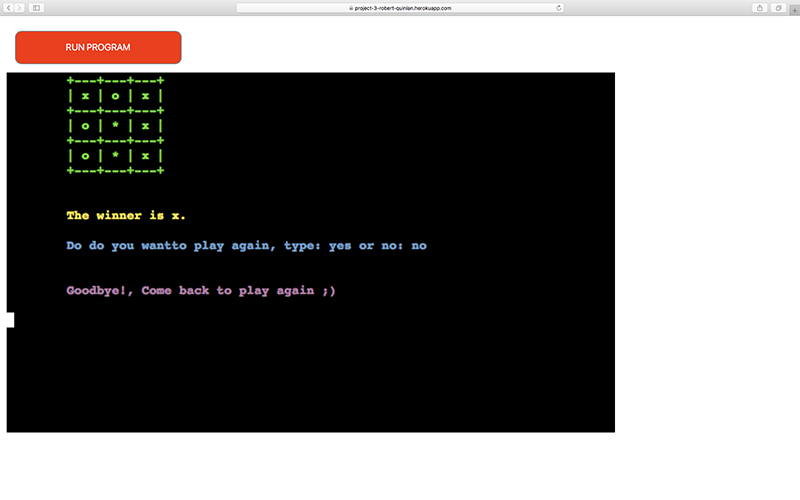 project-3-robert-quinlan.herokuapp.com
RUN PROGRAM
+---+---+---+
| x | o | x |
+---+---+---+
| o | * | x |
+---+---+---+
| o | * | x |
+---+---+---+
The winner is x.
Do do you wantto play again, type: yes or no: no
Goodbye!, Come back to play again ;)